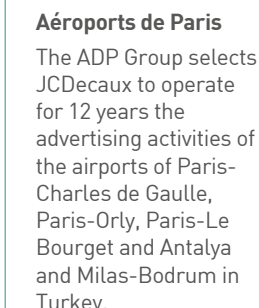 Aéroports de Paris
The ADP Group selects
JCDecaux to operate
for 12 years the
advertising activities of
the airports of Paris-
Charles de Gaulle,
Paris-Orly, Paris-Le
Bourget and Antalya
and Milas-Bodrum in
Turkey.